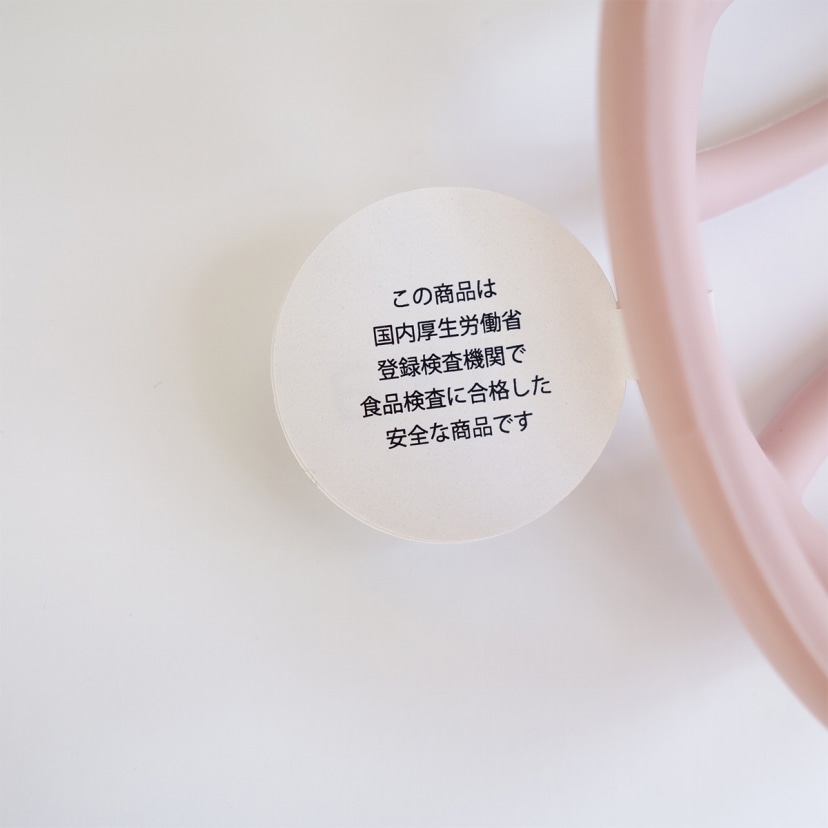 この商品は
国内厚生労働省
登録検査機関で
食品検査に合格した
安全な商品です